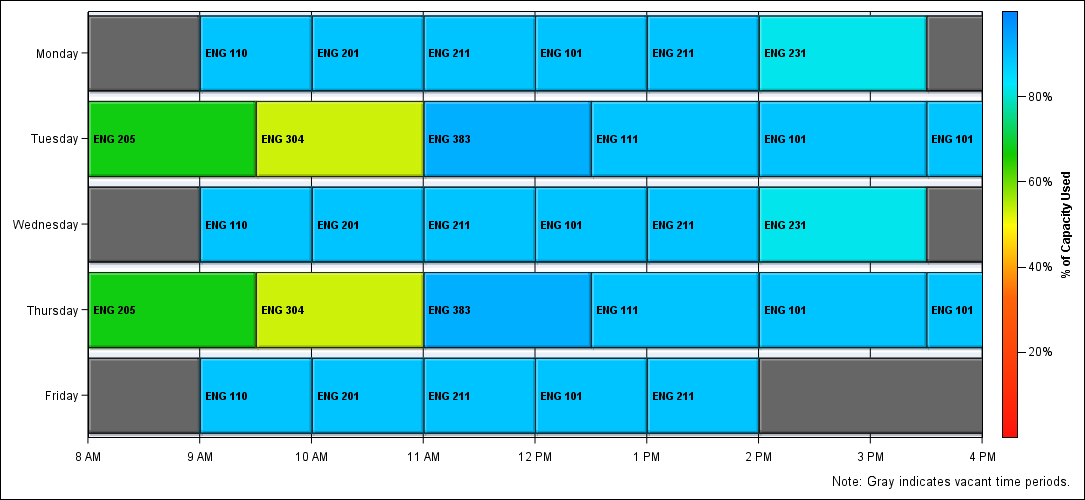 Monday ENG 110 ENG 201 ENG 211 ENG 101 ENG 211 ENG 231
80%
Tuesday ENG 205 ENG 304 ENG 383 ENG 111 ENG 101 ENG 101
60%
% of Capacity Used
Wednesday ENG 110 ENG 201 ENG 211 ENG 101 ENG 211 ENG 231
40%
Thursday ENG 205 ENG 304 ENG 383 ENG 111 ENG 101 ENG 101
20%
Friday ENG 110 ENG 201 ENG 211 ENG 101 ENG 211
8 AM 9 AM 10 AM 11 AM 12 PM 1 PM 2 PM 3 PM 4 PM
Note: Gray indicates vacant time periods.